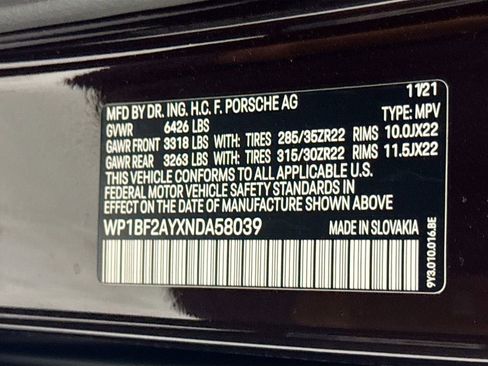 MFD BY DR. ING. H.C. F. PORSCHE AG 11/21
GVWR 6426 LBS TYPE: MPV
GAWR FRONT 3318 LBS WITH: TIRES 285/35ZR22 RIMS 10.0JX22
GAWR REAR 3263 LBS WITH: TIRES 315/30ZR22 RIMS 11.5JX22
THIS VEHICLE CONFORMS TO ALL APPLICABLE U.S.
FEDERAL MOTOR VEHICLE SAFETY STANDARDS IN
EFFECT ON THE DATE OF MANUFACTURE SHOWN ABOVE
WP1BF2AYXNDA58039 MADE IN SLOVAKIA
9Y3.010.016.BE